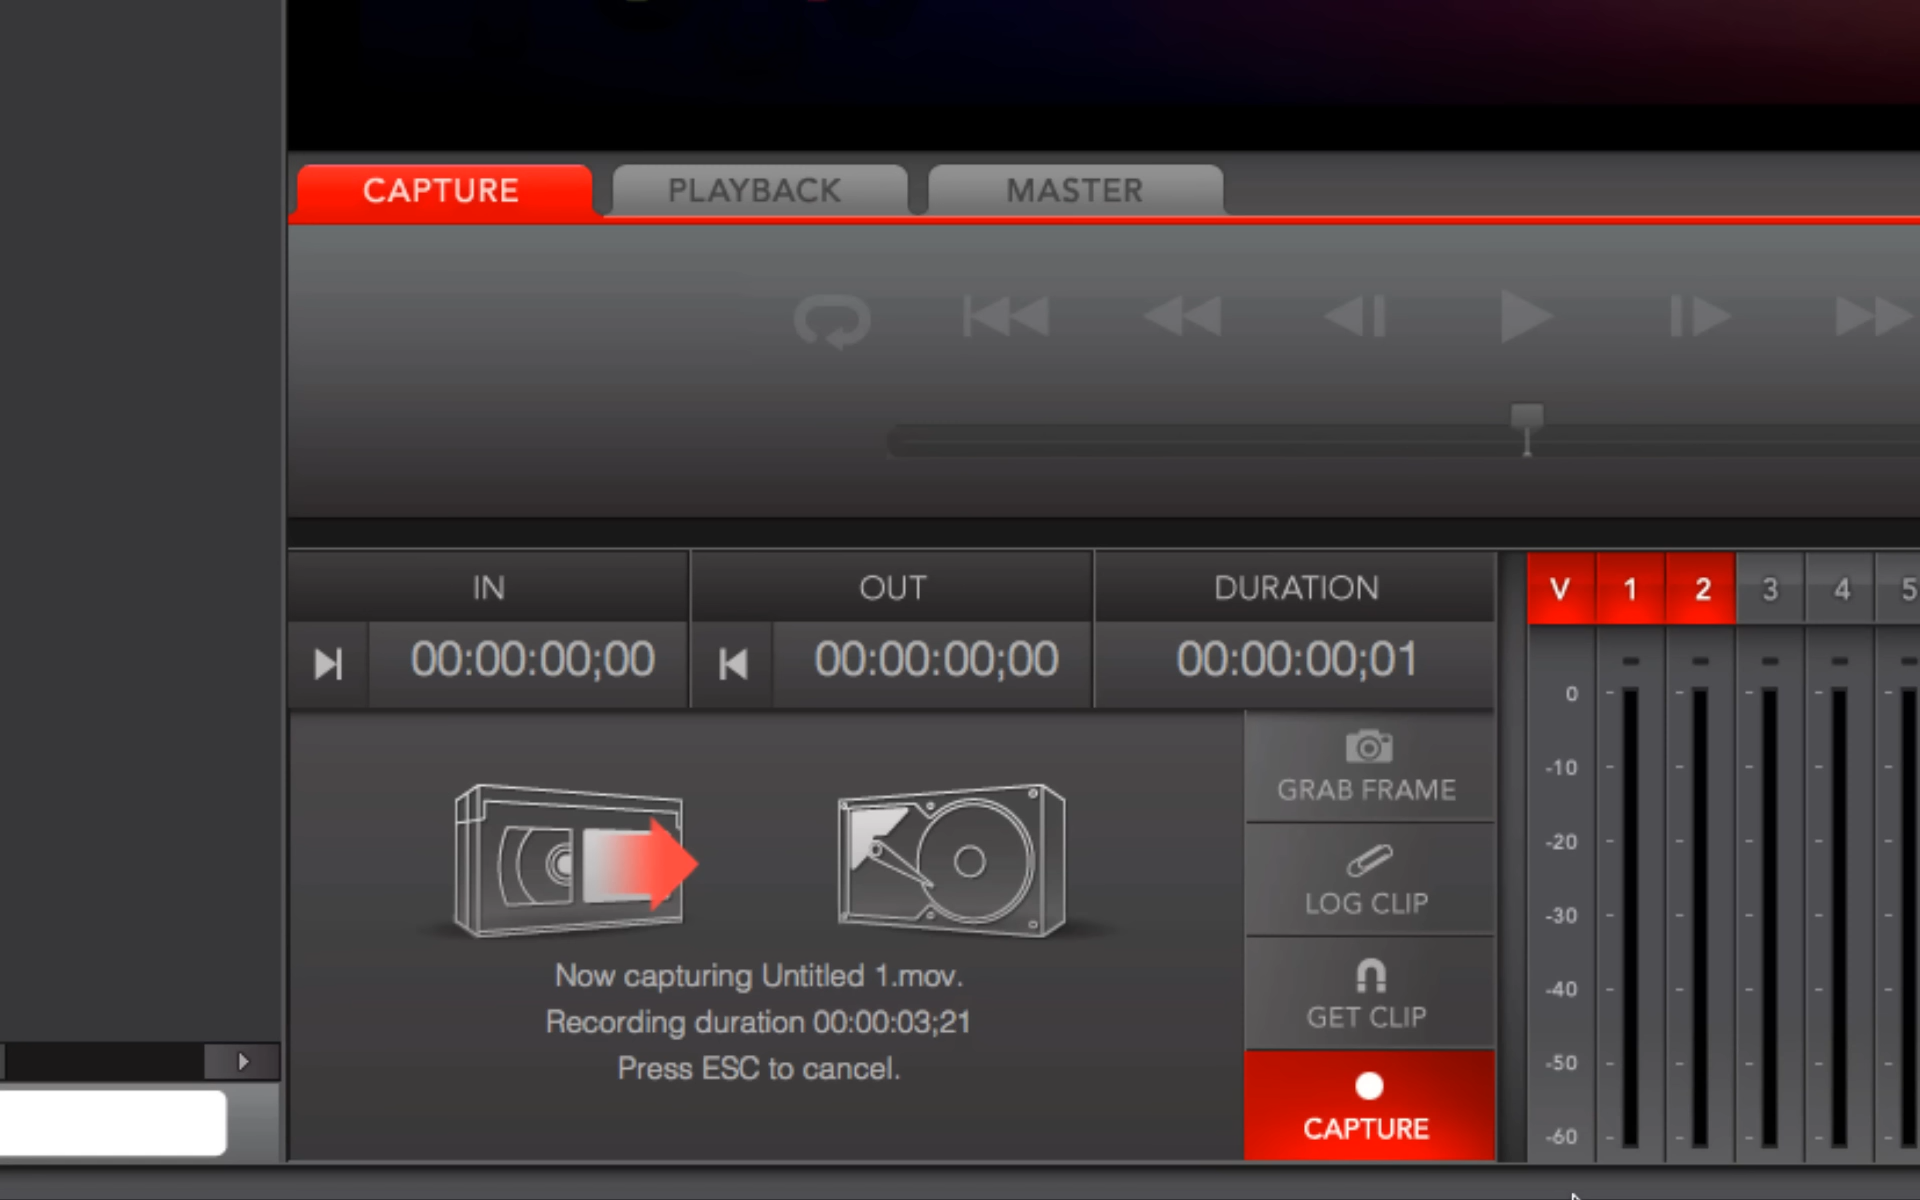 CAPTURE PLAYBACK MASTER
IN OUT DURATION
00:00:00;00 00:00:00;00 00:00:00;01
V 1 2 3 4 5
GRAB FRAME
LOG CLIP
GET CLIP
CAPTURE
Now capturing Untitled 1.mov.
Recording duration 00:00:03;21
Press ESC to cancel.
0
-10
-20
-30
-40
-50
-60